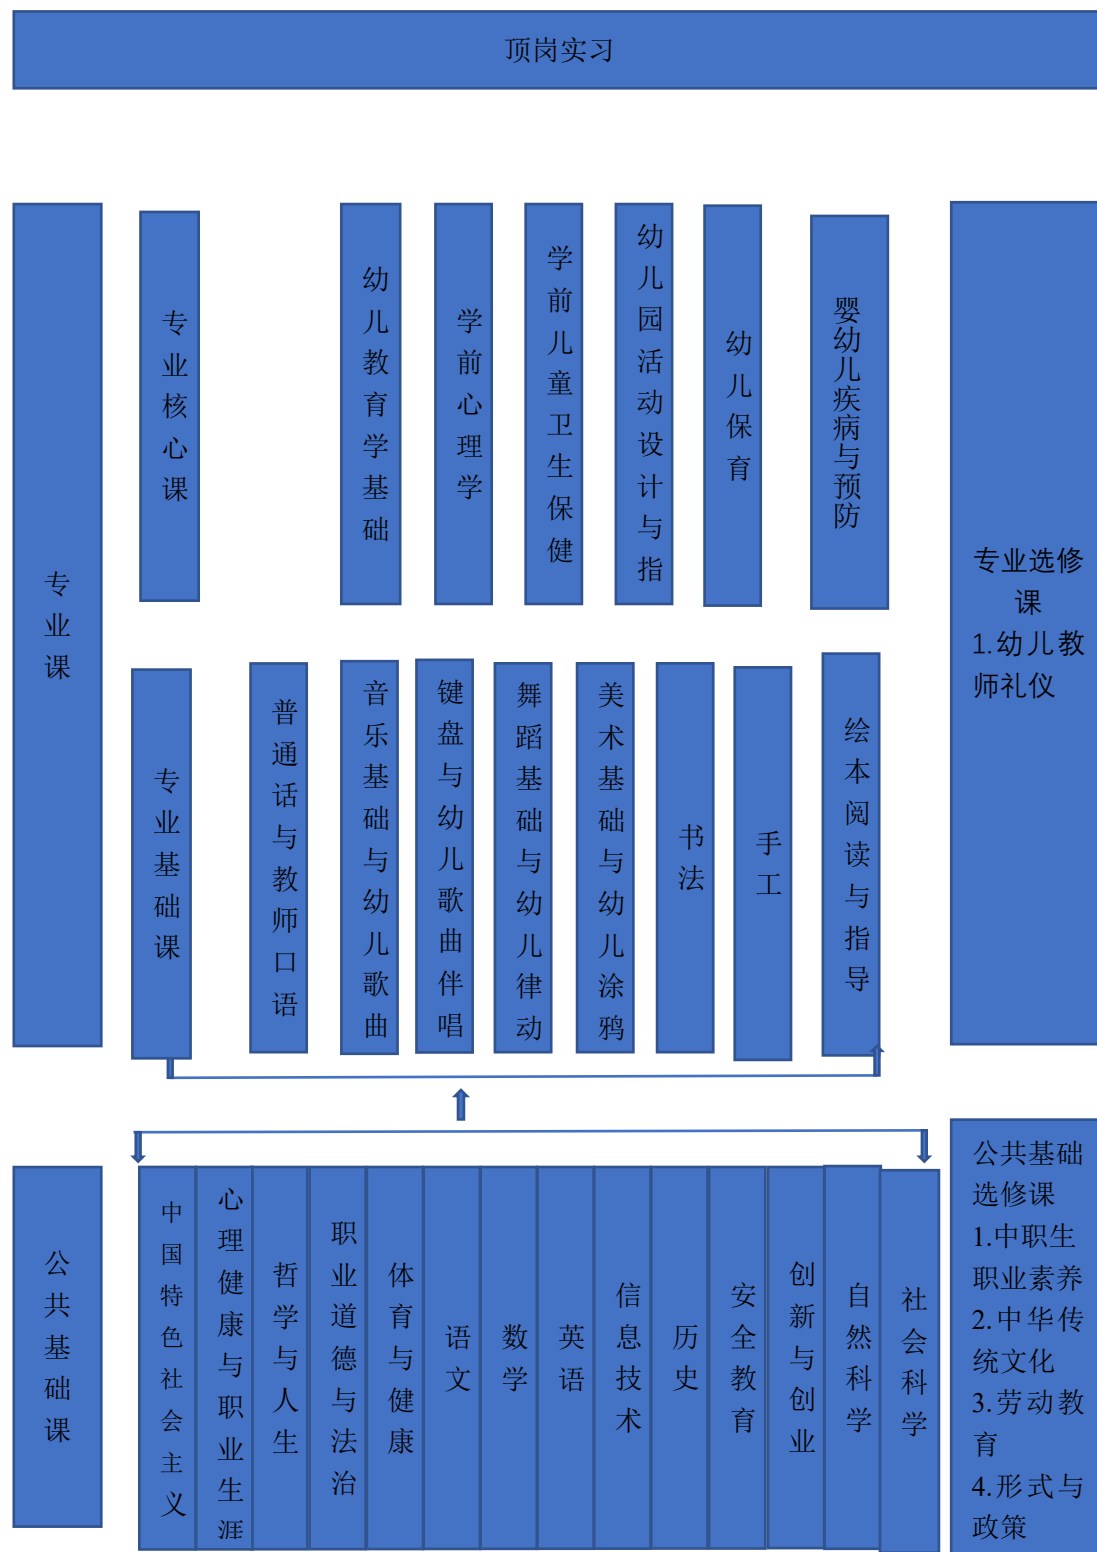 顶岗实习
专业课
专业核心课
幼儿教育学基础
学前心理学
学前儿童卫生保健
幼儿园活动设计与指
幼儿保育
婴幼儿疾病与预防
专业选修
课
1.幼儿教
师礼仪
专业基础课
普通话与教师口语
音乐基础与幼儿歌曲
键盘与幼儿歌曲伴唱
舞蹈基础与幼儿律动
美术基础与幼儿涂鸦
书法
手工
绘本阅读与指导
公共基础课
中国特色社会主义
心理健康与职业生涯
哲学与人生
职业道德与法治
体育与健康
语文
数学
英语
信息技术
历史
安全教育
创新与创业
自然科学
社会科学
公共基础
选修课
1.中职生
职业素养
2.中华传
统文化
3.劳动教
育
4.形式与
政策